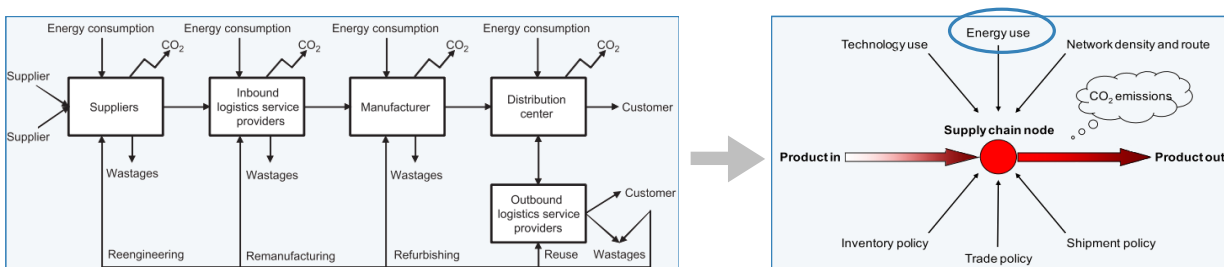 Energy consumption
Energy consumption
Energy consumption
Energy consumption
CO2
CO2
CO2
CO2
Supplier
Supplier
Suppliers
Inbound
logistics service
providers
Manufacturer
Distribution
center
Customer
Wastages
Wastages
Wastages
Outbound
logistics service
providers
Customer
Wastages
Reengineering
Remanufacturing
Refurbishing
Reuse
Energy use
Technology use
Network density and route
CO2 emissions
Supply chain node
Product in
Product out
Inventory policy
Shipment policy
Trade policy